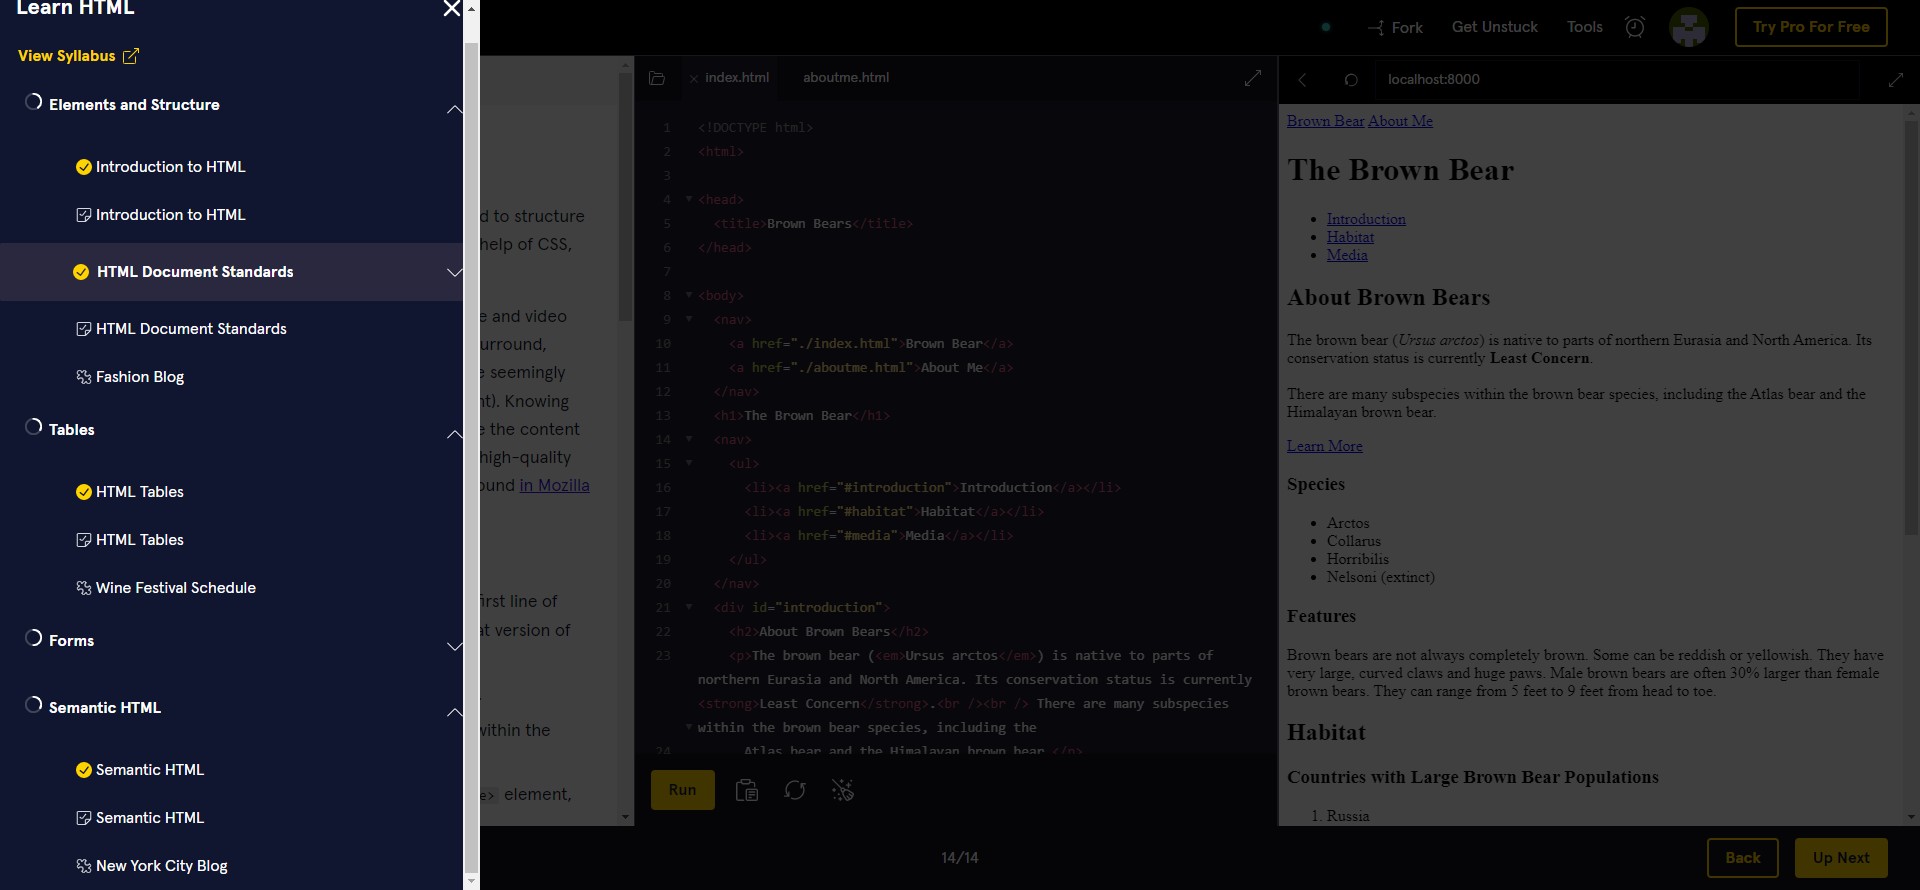 Learn HTML
View Syllabus
Elements and Structure
Introduction to HTML
Introduction to HTML
HTML Document Standards
HTML Document Standards
Fashion Blog
Tables
HTML Tables
HTML Tables
Wine Festival Schedule
Forms
Semantic HTML
Semantic HTML
Semantic HTML
New York City Blog
d to structure
help of CSS,
e and video
urround,
e seemingly
nt). Knowing
e the content
high-quality
ound in Mozilla
first line of
at version of
within the
e> element,
Fork Get Unstuck Tools Try Pro For Free
index.html aboutme.html
1 <!DOCTYPE html>
2 <html>
3
4 <head>
5 <title>Brown Bears</title>
6 </head>
7
8 <body>
9 <nav>
10 <a href="./index.html">Brown Bear</a>
11 <a href="./aboutme.html">About Me</a>
12 </nav>
13 <h1>The Brown Bear</h1>
14 <nav>
15 <ul>
16 <li><a href="#introduction">Introduction</a></li>
17 <li><a href="#habitat">Habitat</a></li>
18 <li><a href="#media">Media</a></li>
19 </ul>
20 </nav>
21 <div id="introduction">
22 <h2>About Brown Bears</h2>
23 <p>The brown bear (<em>Ursus arctos</em>) is native to parts of
northern Eurasia and North America. Its conservation status is currently
<strong>Least Concern</strong>.<br /><br /> There are many subspecies
within the brown bear species, including the
24 Atlas bear and the Himalayan brown bear.</p>
Run
14/14
localhost:8000
Brown Bear About Me
The Brown Bear
Introduction
Habitat
Media
About Brown Bears
The brown bear (Ursus arctos) is native to parts of northern Eurasia and North America. Its
conservation status is currently Least Concern.
There are many subspecies within the brown bear species, including the Atlas bear and the
Himalayan brown bear.
Learn More
Species
Arctos
Collarus
Horribilis
Nelsoni (extinct)
Features
Brown bears are not always completely brown. Some can be reddish or yellowish. They have
very large, curved claws and huge paws. Male brown bears are often 30% larger than female
brown bears. They can range from 5 feet to 9 feet from head to toe.
Habitat
Countries with Large Brown Bear Populations
1. Russia
Back Up Next